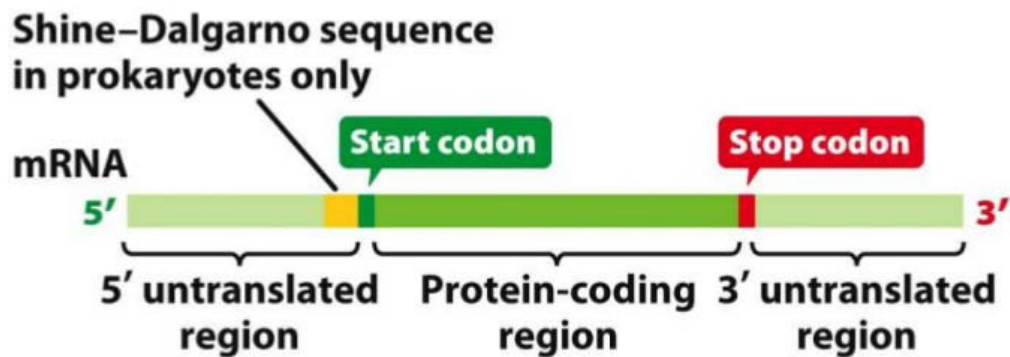 Shine–Dalgarno sequence
in prokaryotes only
Start codon
Stop codon
mRNA
5′
3′
5′ untranslated
region
Protein-coding
region
3′ untranslated
region